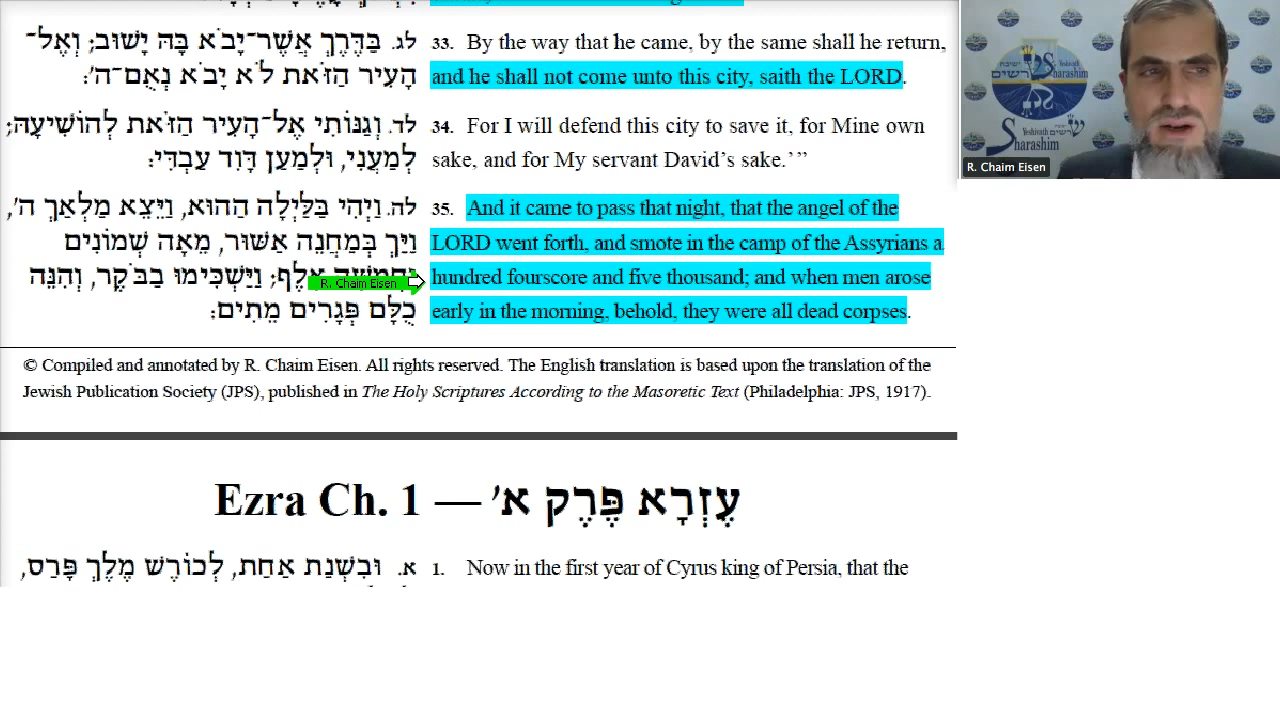 לג. בַּדֶּרֶךְ אֲשֶׁר־יָבֹא בָּהּ יָשׁוּב; וְאֶל־
הָעִיר הַזֹּאת לֹא יָבֹא נְאֻם־ה':
33. By the way that he came, by the same shall he return,
and he shall not come unto this city, saith the LORD.
לד. וְגַנּוֹתִי אֶל־הָעִיר הַזֹּאת לְהוֹשִׁיעָהּ;
לְמַעֲנִי, וּלְמַעַן דָּוִד עַבְדִּי:
34. For I will defend this city to save it, for Mine own
sake, and for My servant David’s sake.’”
לה. וַיְהִי בַּלַּיְלָה הַהוּא, וַיֵּצֵא מַלְאַךְ ה',
וַיַּךְ בְּמַחֲנֵה אַשּׁוּר, מֵאָה שְׁמוֹנִים
אָלֶף; וַיַּשְׁכִּימוּ בַבֹּקֶר, וְהִנֵּה
כֻלָּם פְּגָרִים מֵתִים:
35. And it came to pass that night, that the angel of the
LORD went forth, and smote in the camp of the Assyrians a
hundred fourscore and five thousand; and when men arose
early in the morning, behold, they were all dead corpses.
R. Chaim Eisen
© Compiled and annotated by R. Chaim Eisen. All rights reserved. The English translation is based upon the translation of the
Jewish Publication Society (JPS), published in The Holy Scriptures According to the Masoretic Text (Philadelphia: JPS, 1917).
Ezra Ch. 1 — עֶזְרָא פֶּרֶק א'
א. וּבִשְׁנַת אַחַת, לְכוֹרֶשׁ מֶלֶךְ פָּרַס,
1. Now in the first year of Cyrus king of Persia, that the
Yeshivath
Sharashim
Yeshivath
Sharashim
R. Chaim Eisen